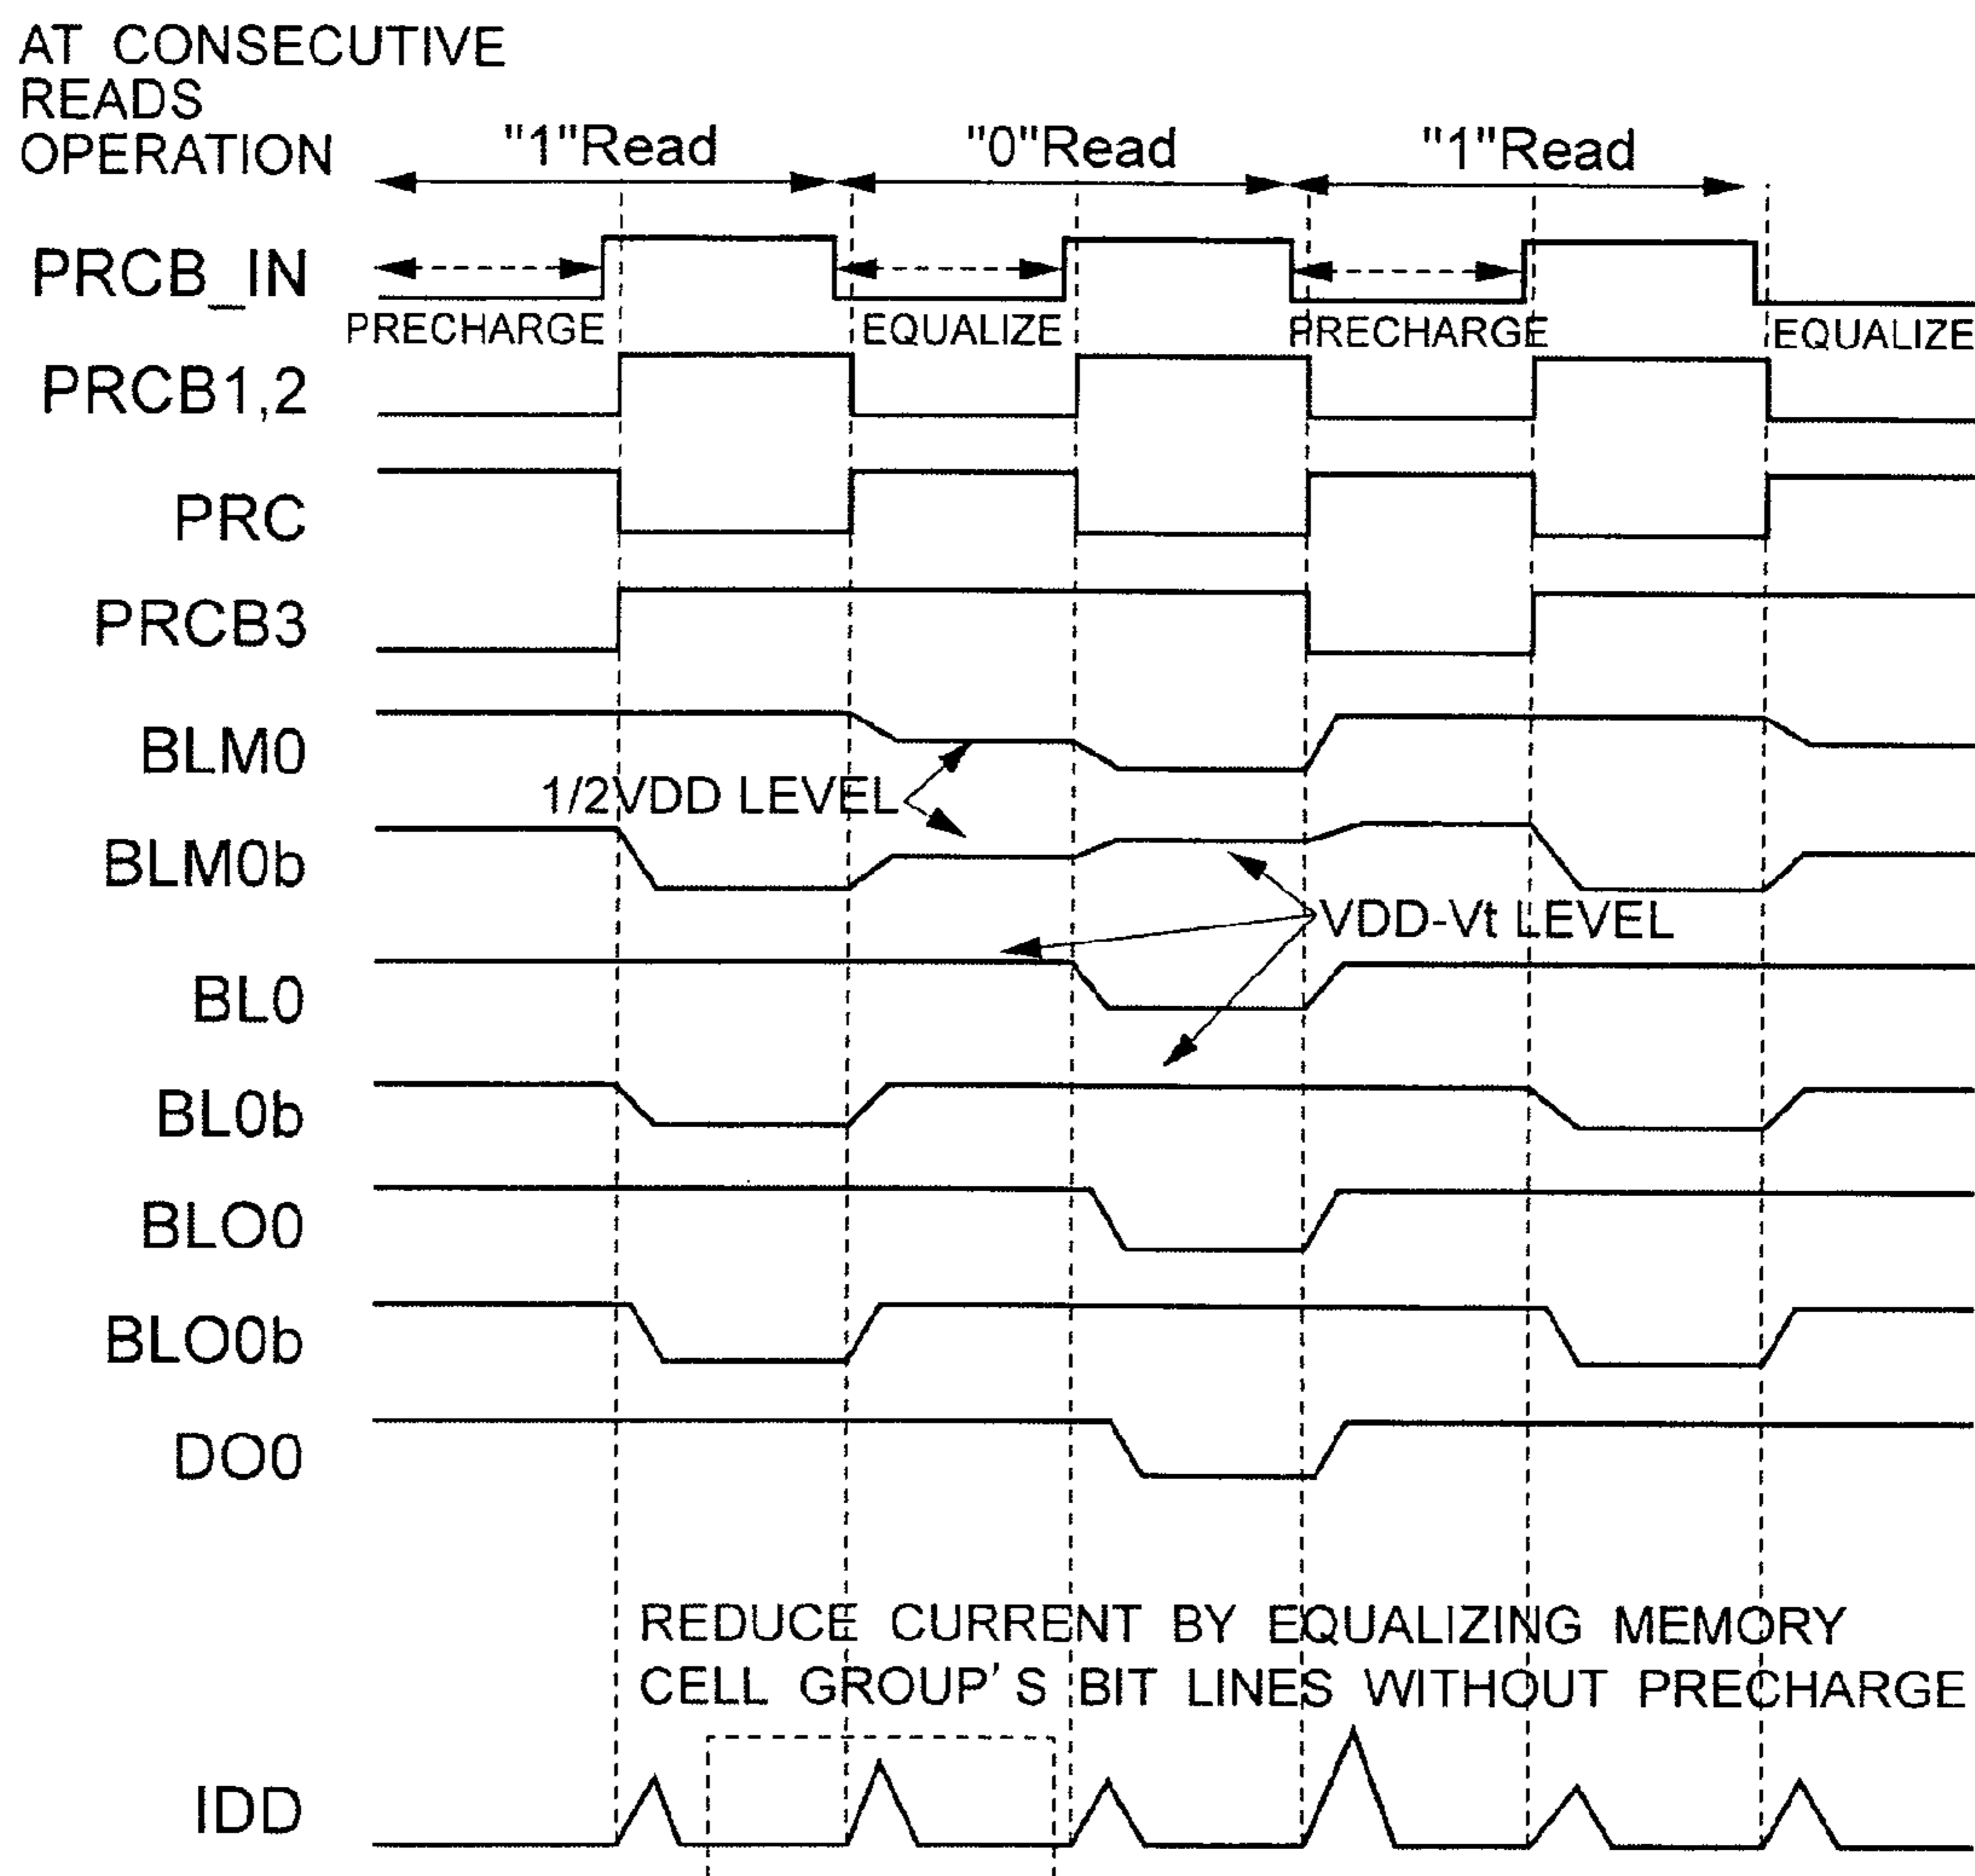 AT CONSECUTIVE
READS
OPERATION
"1"Read
"0"Read
"1"Read
PRCB_IN
PRECHARGE
EQUALIZE
PRECHARGE
EQUALIZE
PRCB1,2
PRC
PRCB3
BLM0
1/2VDD LEVEL
BLM0b
VDD-Vt LEVEL
BL0
BL0b
BLO0
BLO0b
DO0
REDUCE CURRENT BY EQUALIZING MEMORY
CELL GROUP'S BIT LINES WITHOUT PRECHARGE
IDD